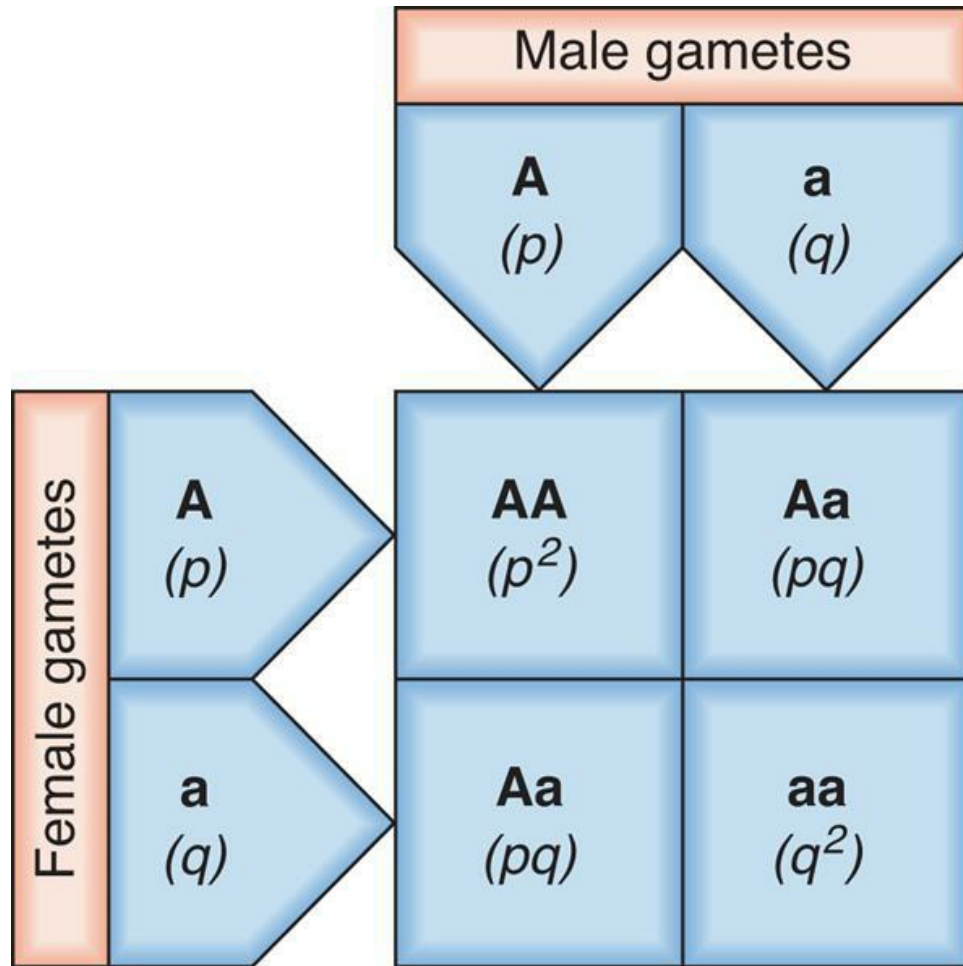 Male gametes
A
(p)
a
(q)
Female gametes
A
(p)
AA
(p²)
Aa
(pq)
a
(q)
Aa
(pq)
aa
(q²)